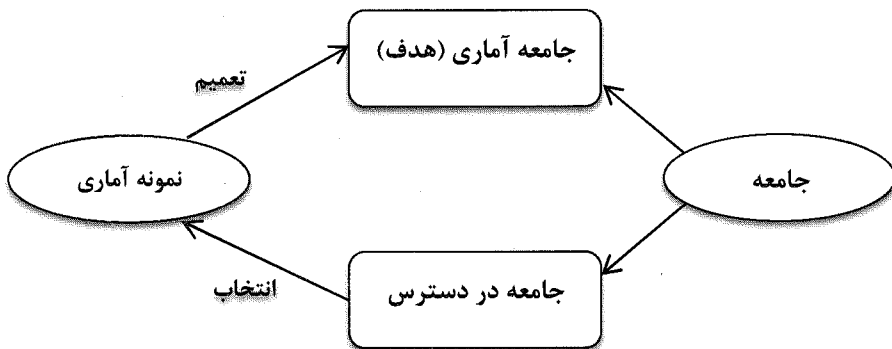 جامعه آماری (هدف)
تعمیم
جامعه
نمونه آماری
جامعه در دسترس
انتخاب